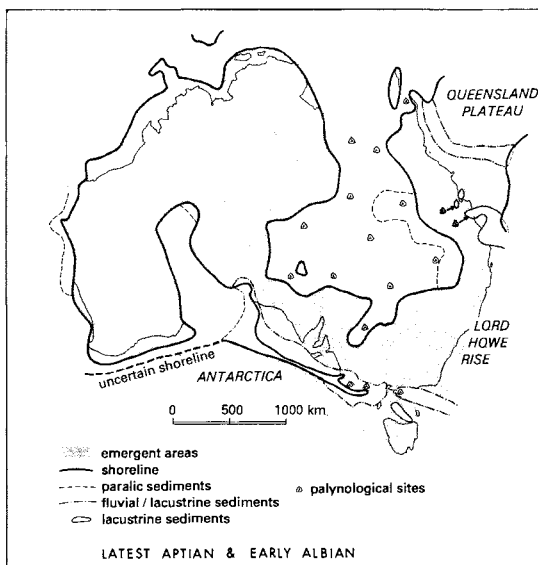 QUEENSLAND
PLATEAU
LORD
HOWE
RISE
uncertain shoreline
ANTARCTICA
0 500 1000 km.
emergent areas
shoreline
paralic sediments
palynological sites
fluvial / lacustrine sediments
lacustrine sediments
LATEST APTIAN & EARLY ALBIAN